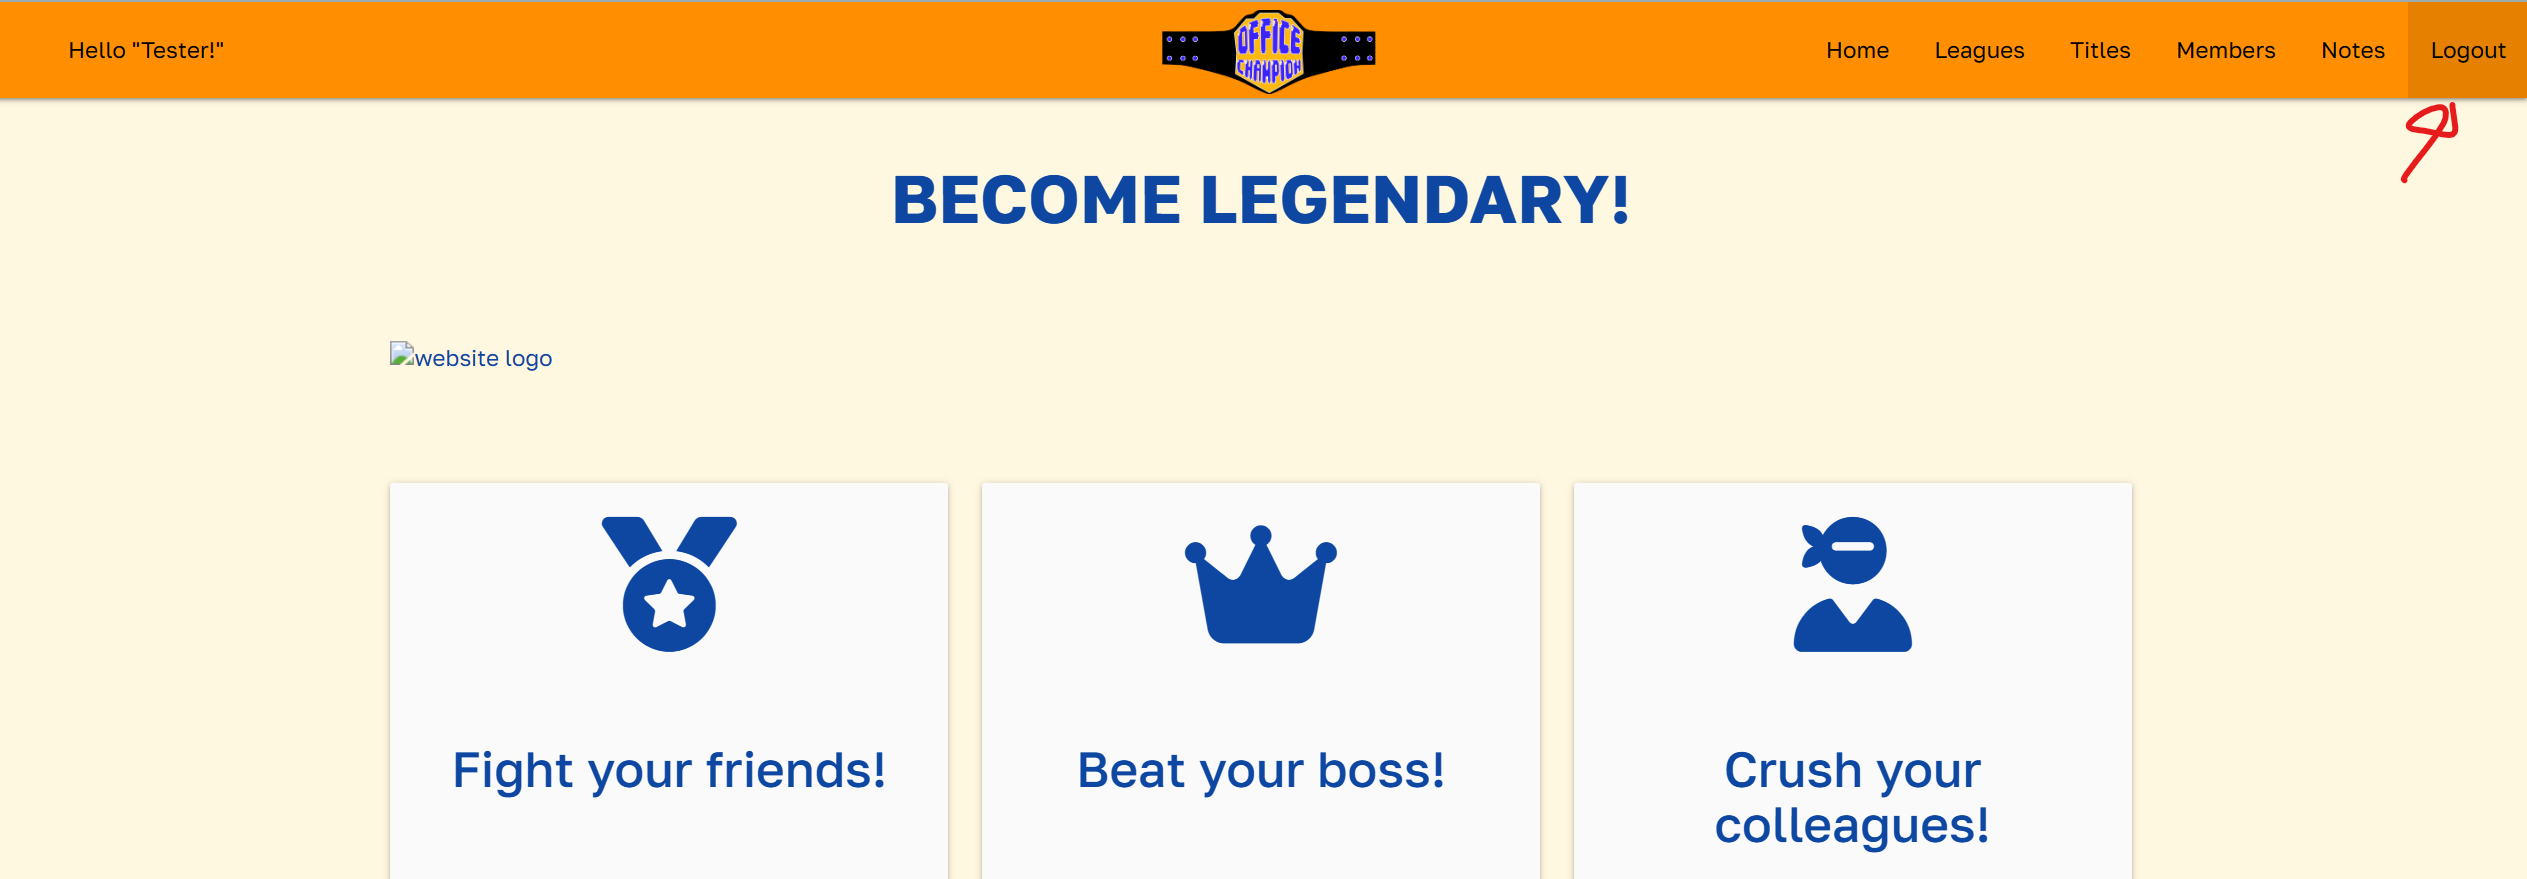 Hello "Tester!"
OFFICE
CHAMPION
Home Leagues Titles Members Notes Logout
BECOME LEGENDARY!
website logo
Fight your friends!
Beat your boss!
Crush your
colleagues!